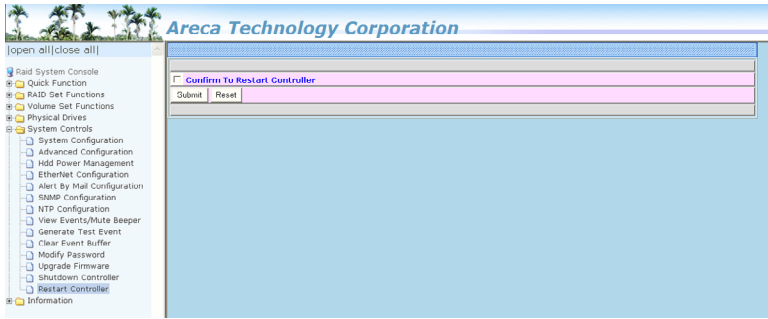 Areca Technology Corporation
|open all|close all|
Raid System Console
Quick Function
RAID Set Functions
Volume Set Functions
Physical Drives
System Controls
System Configuration
Advanced Configuration
Hdd Power Management
EtherNet Configuration
Alert By Mail Configuration
SNMP Configuration
NTP Configuration
View Events/Mute Beeper
Generate Test Event
Clear Event Buffer
Modify Password
Upgrade Firmware
Shutdown Controller
Restart Controller
Information
Confirm To Restart Controller
Submit Reset